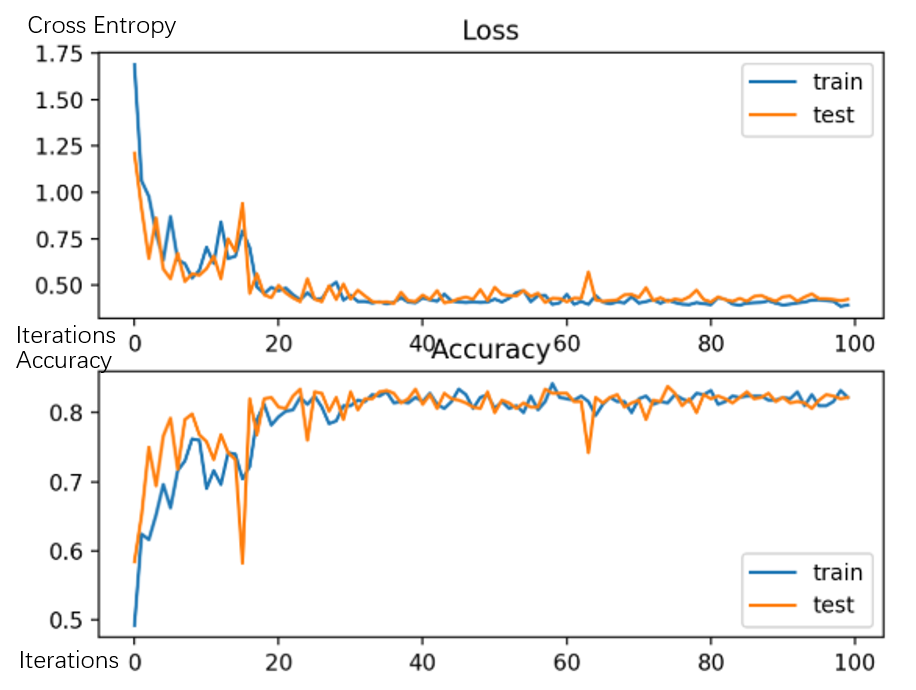 Cross Entropy
Loss
1.75
1.50
1.25
1.00
0.75
0.50
train
test
Iterations
0 20 40 60 80 100
Accuracy
Accuracy
0.8
0.7
0.6
0.5
train
test
Iterations
0 20 40 60 80 100